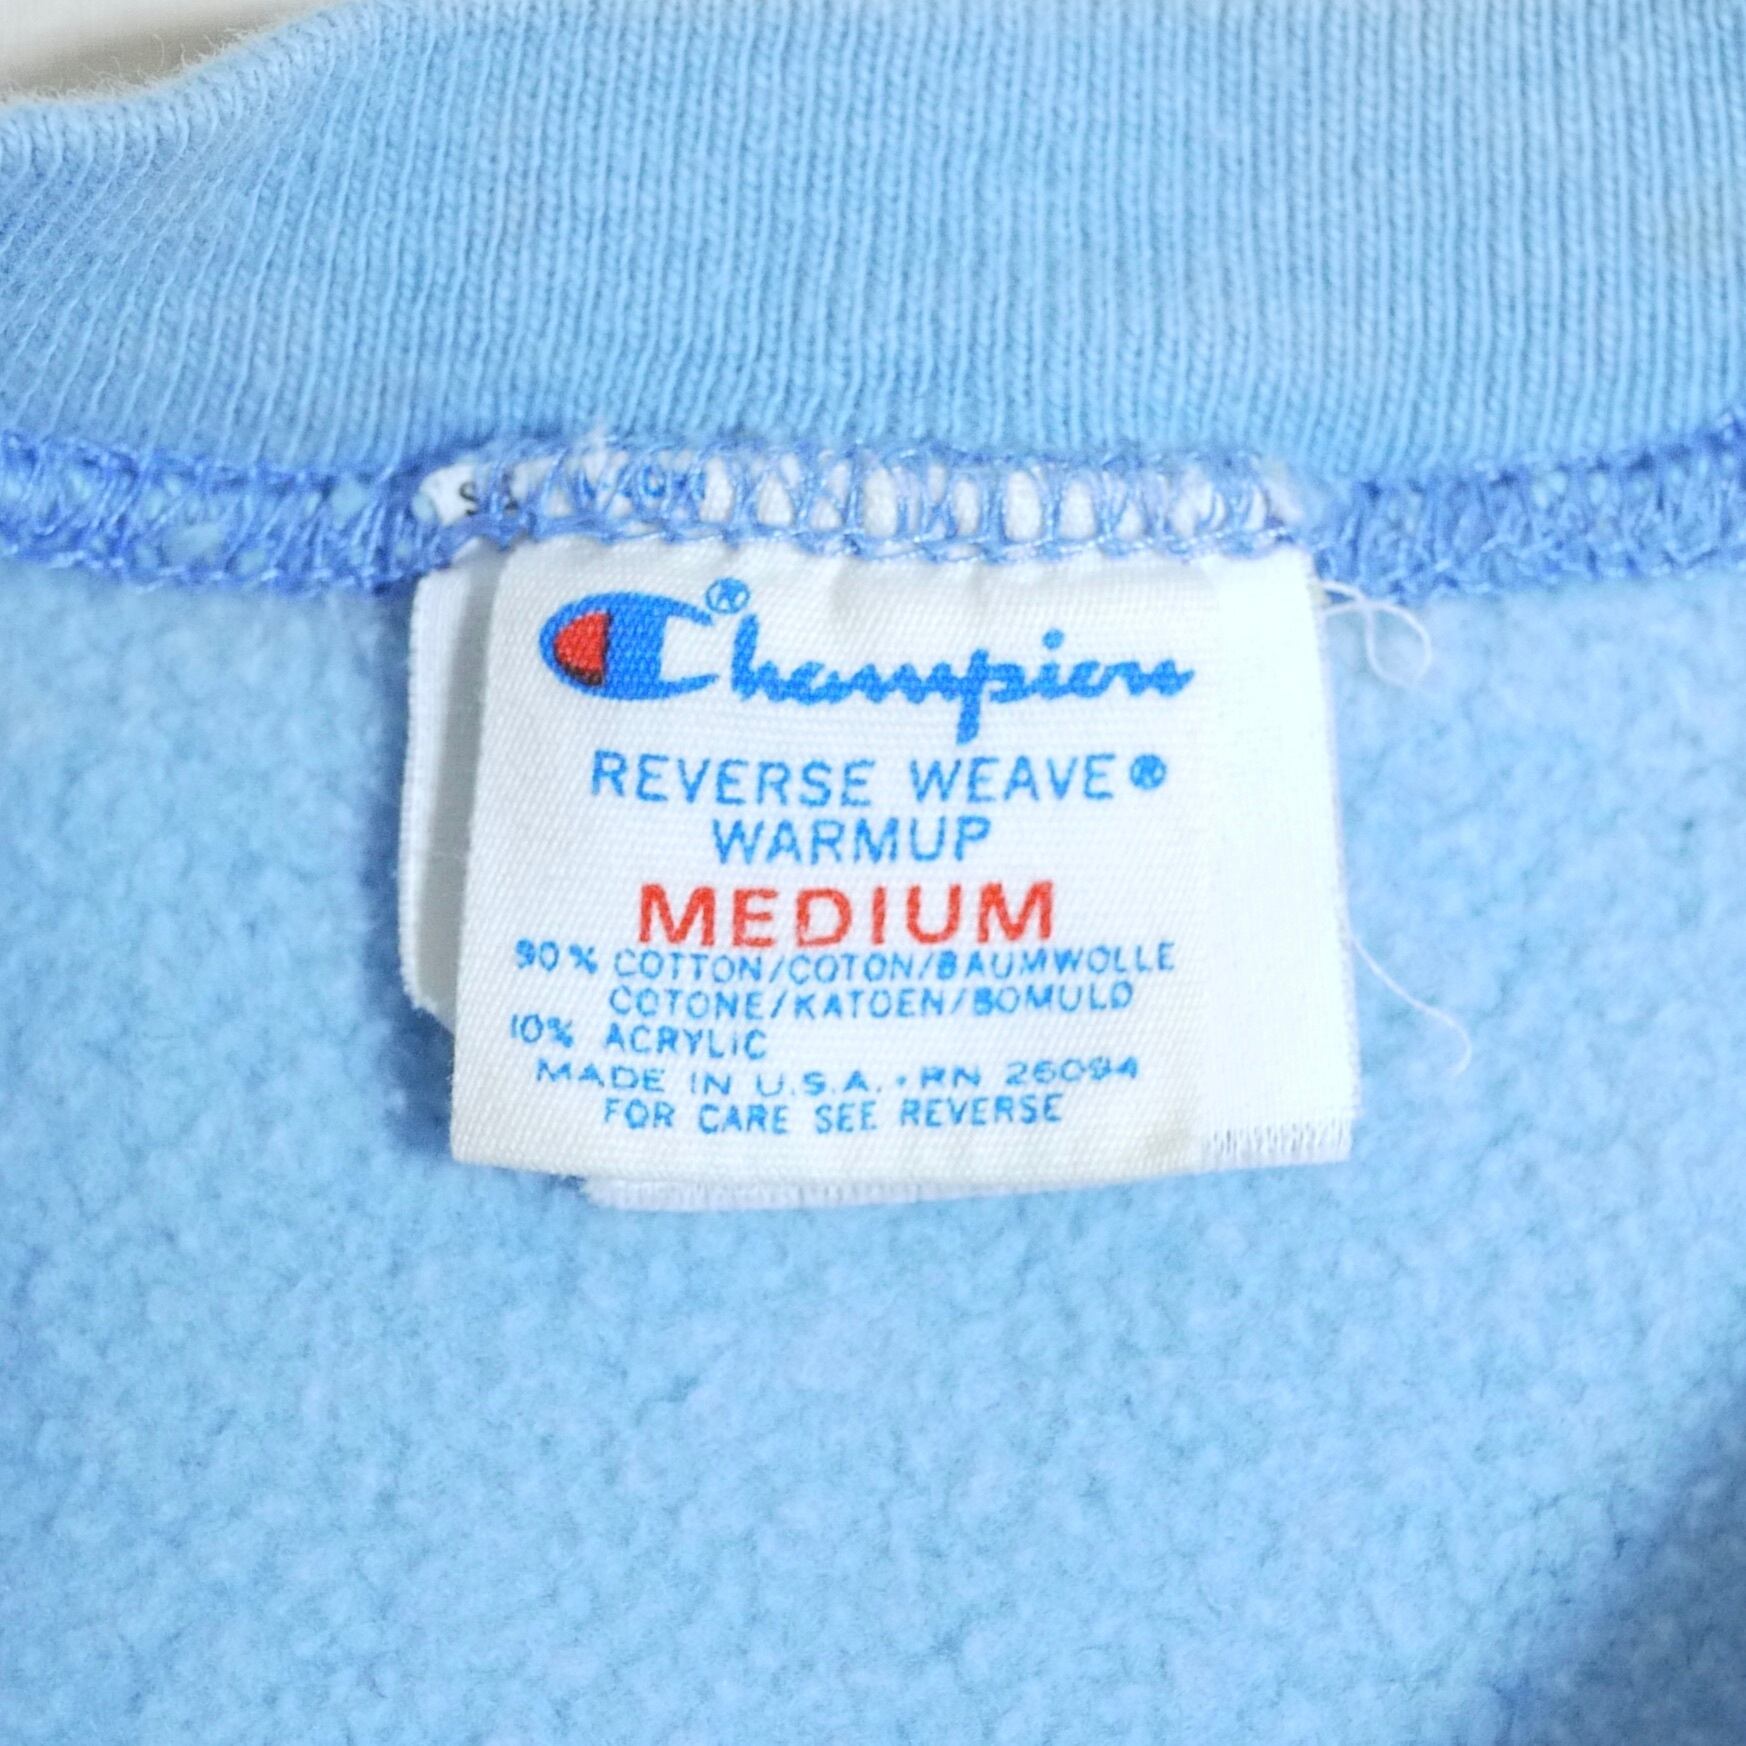 Champion®
REVERSE WEAVE®
WARMUP
MEDIUM
90% COTTON/COTON/BAUMWOLLE
COTONE/KATOEN/BOMULD
10% ACRYLIC
MADE IN U.S.A. • RN 26094
FOR CARE SEE REVERSE